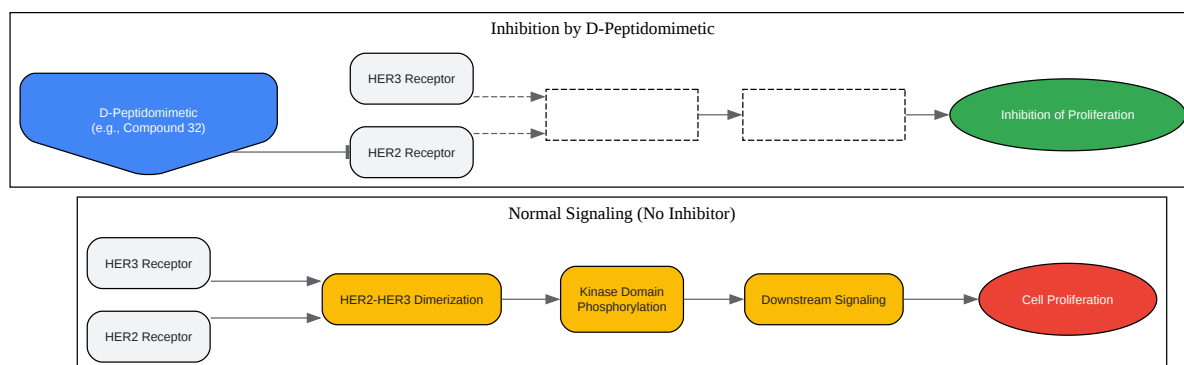 Inhibition by D-Peptidomimetic
HER3 Receptor
D-Peptidomimetic
(e.g., Compound 32)
Inhibition of Proliferation
HER2 Receptor
Normal Signaling (No Inhibitor)
HER3 Receptor
HER2-HER3 Dimerization
Kinase Domain
Phosphorylation
Downstream Signaling
Cell Proliferation
HER2 Receptor